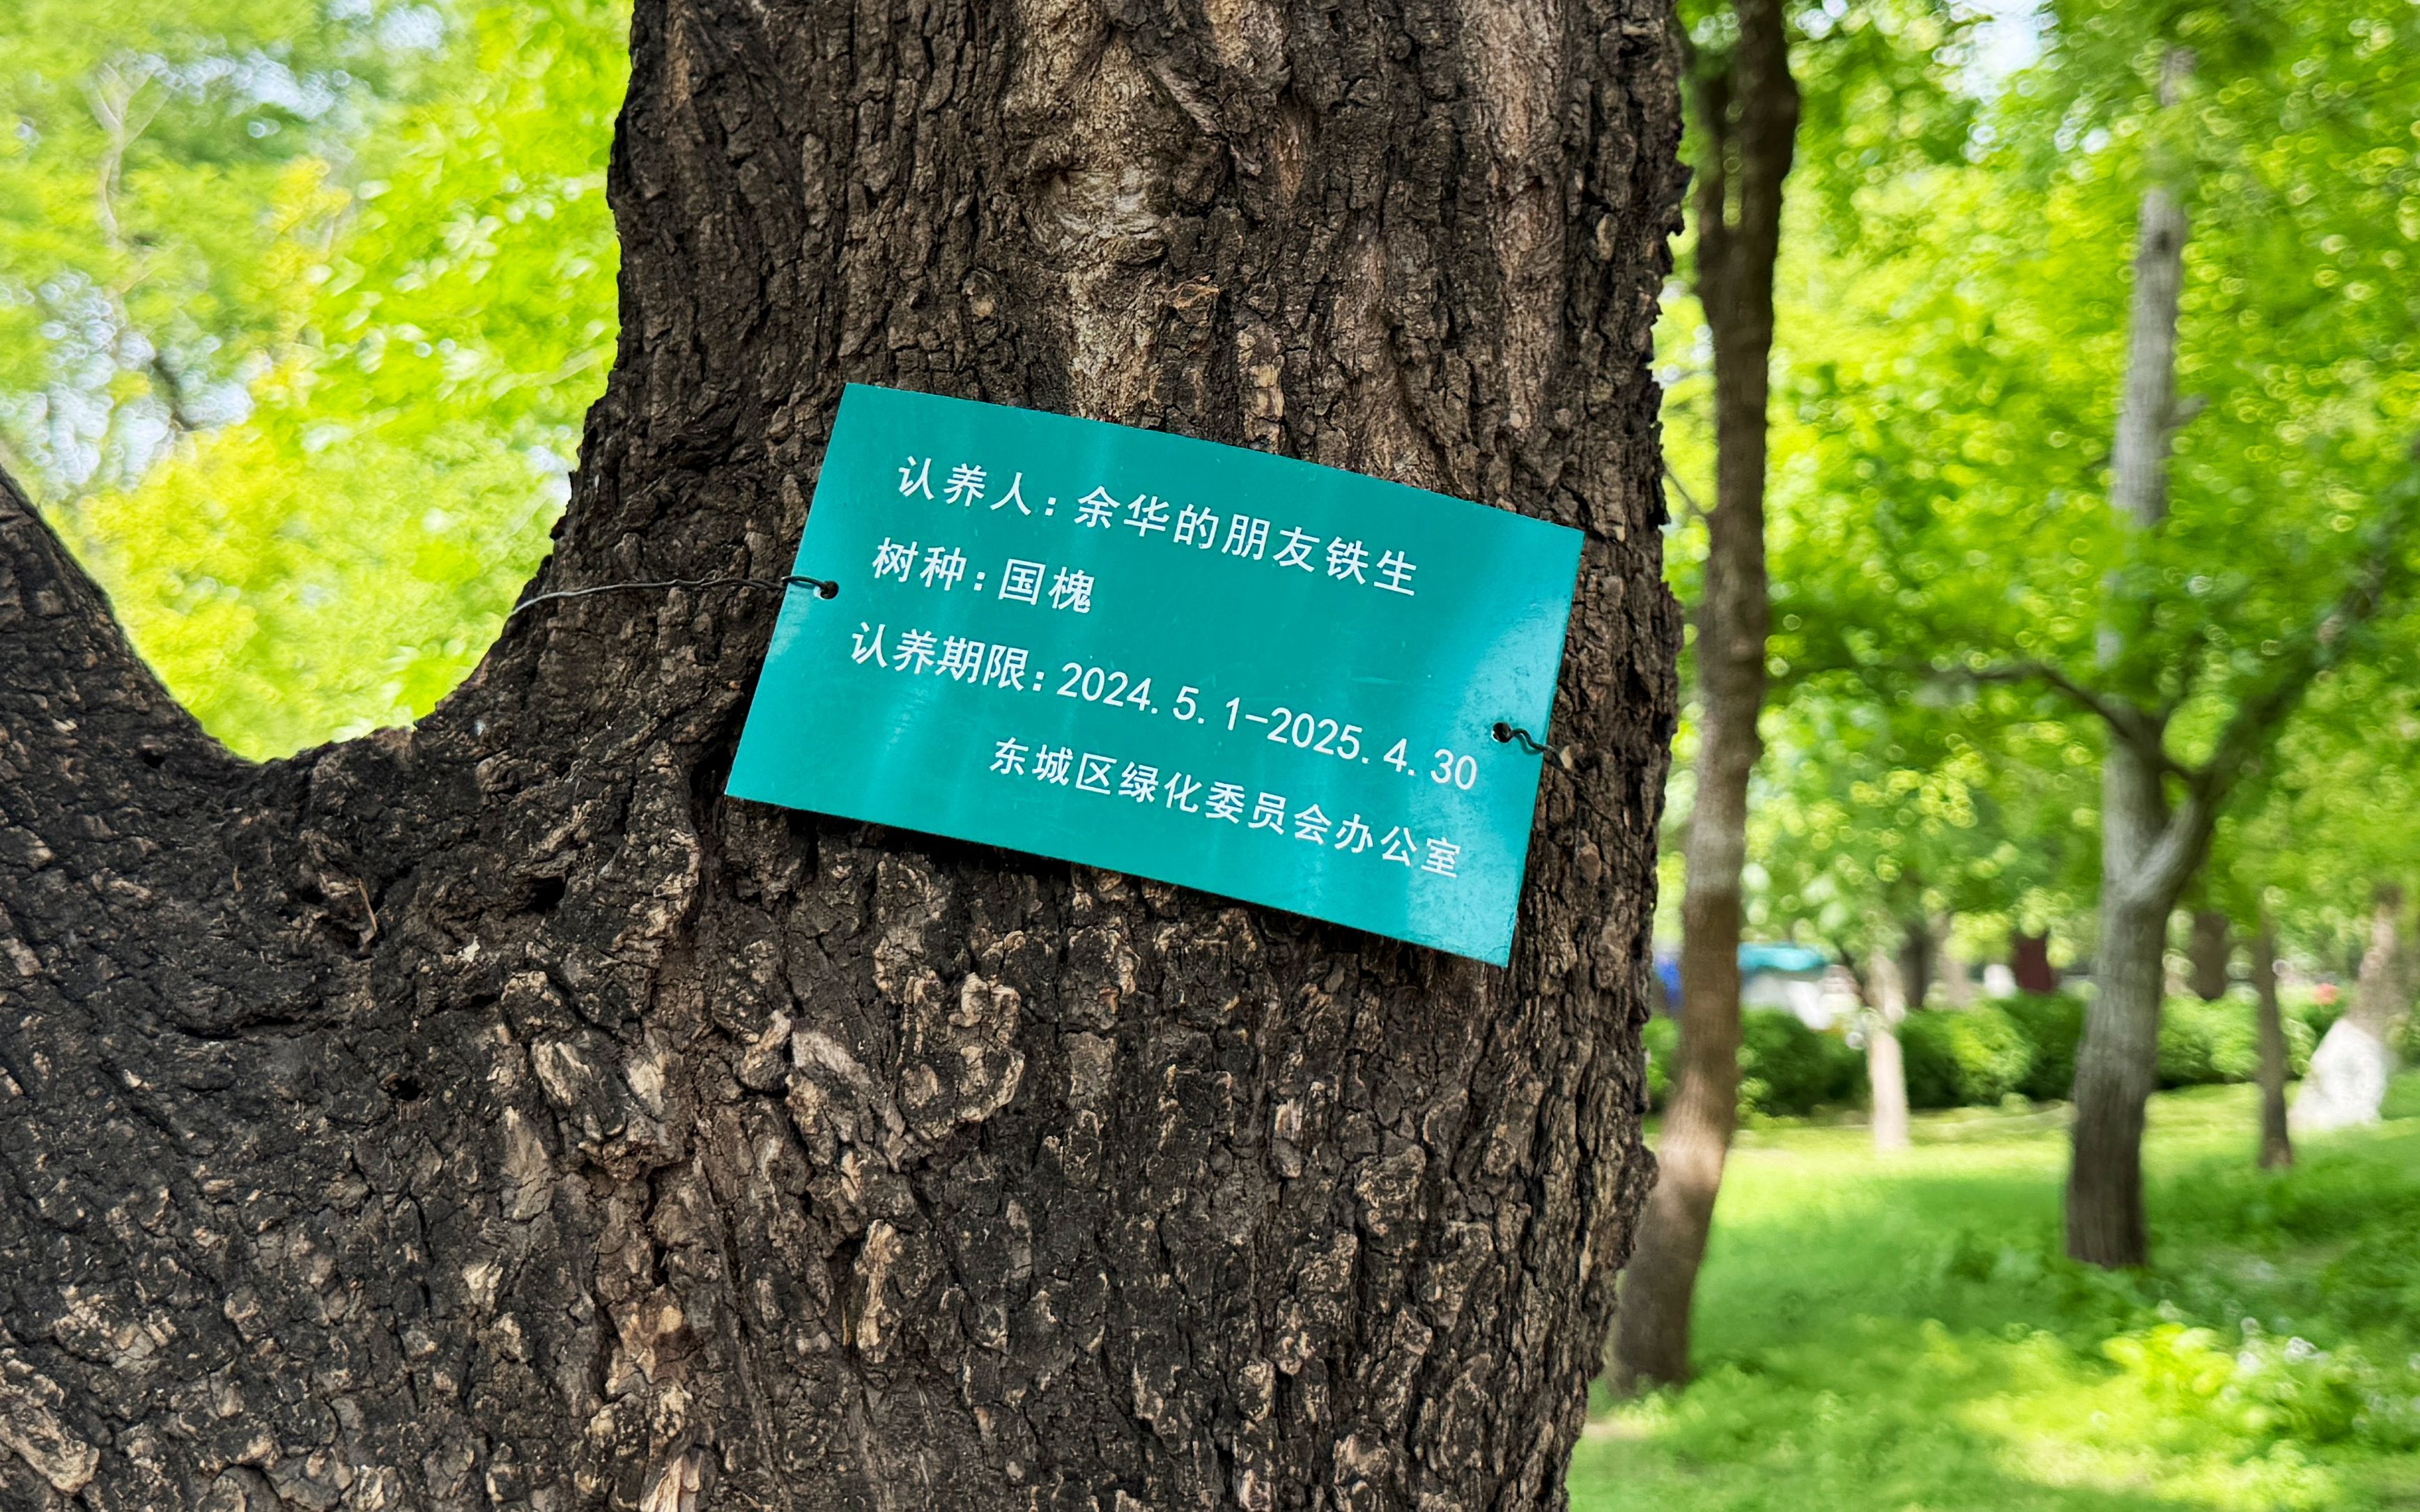 认养人：余华的朋友铁生
树种：国槐
认养期限：2024.5.1-2025.4.30
东城区绿化委员会办公室